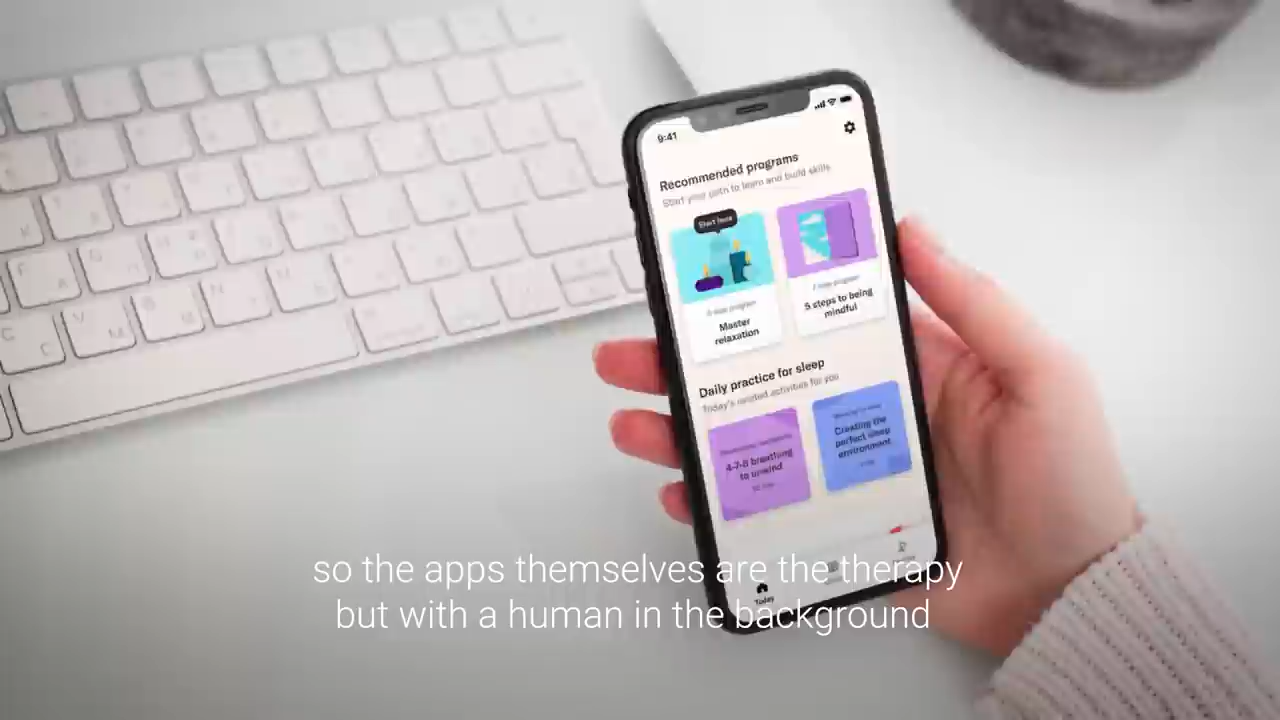 9:41
Recommended programs
Start your path to learn and build skills
Start here
Master
relaxation
5 steps to being
mindful
Daily practice for sleep
Today's related activities for you
4-7-8 breathing
to unwind
Creating the
perfect sleep
environment
Today
so the apps themselves are the therapy
but with a human in the background